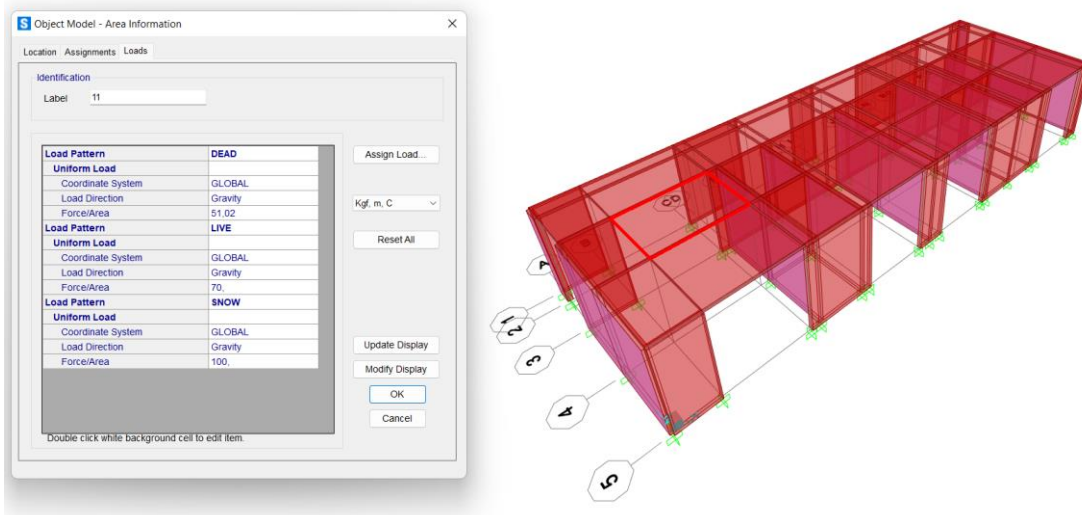 Object Model - Area Information
Location Assignments Loads
Identification
Label 11
Load Pattern DEAD
Uniform Load
Coordinate System GLOBAL
Load Direction Gravity
Force/Area 51,02
Load Pattern LIVE
Uniform Load
Coordinate System GLOBAL
Load Direction Gravity
Force/Area 70,
Load Pattern SNOW
Uniform Load
Coordinate System GLOBAL
Load Direction Gravity
Force/Area 100,
Double click white background cell to edit item.
Assign Load...
Kgf, m, C
Reset All
Update Display
Modify Display
OK
Cancel
CD
A
1
2
3
4
5